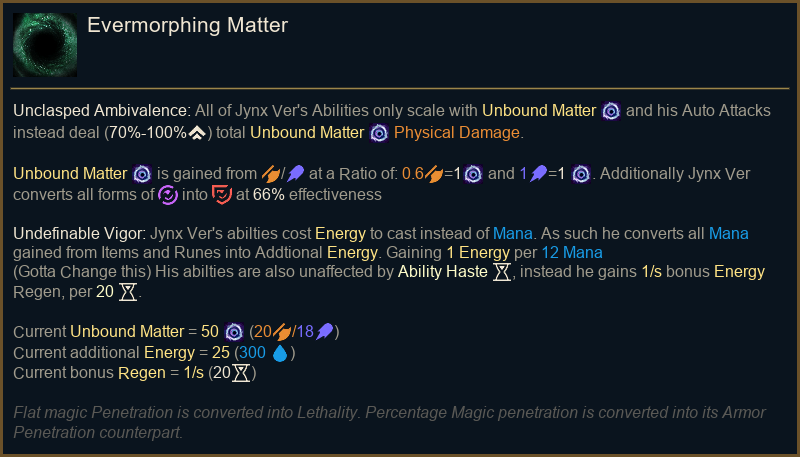 Evermorphing Matter
Unclasped Ambivalence: All of Jynx Ver's Abilities only scale with Unbound Matter and his Auto Attacks
instead deal (70%-100%) total Unbound Matter Physical Damage.
Unbound Matter is gained from / at a Ratio of: 0.6=1 and 1=1. Additionally Jynx Ver
converts all forms of into at 66% effectiveness
Undefinable Vigor: Jynx Ver's abilties cost Energy to cast instead of Mana. As such he converts all Mana
gained from Items and Runes into Addtional Energy. Gaining 1 Energy per 12 Mana
(Gotta Change this) His abilties are also unaffected by Ability Haste, instead he gains 1/s bonus Energy
Regen, per 20.
Current Unbound Matter = 50 (20/18)
Current additional Energy = 25 (300)
Current bonus Regen = 1/s (20)
Flat magic Penetration is converted into Lethality. Percentage Magic penetration is converted into its Armor
Penetration counterpart.